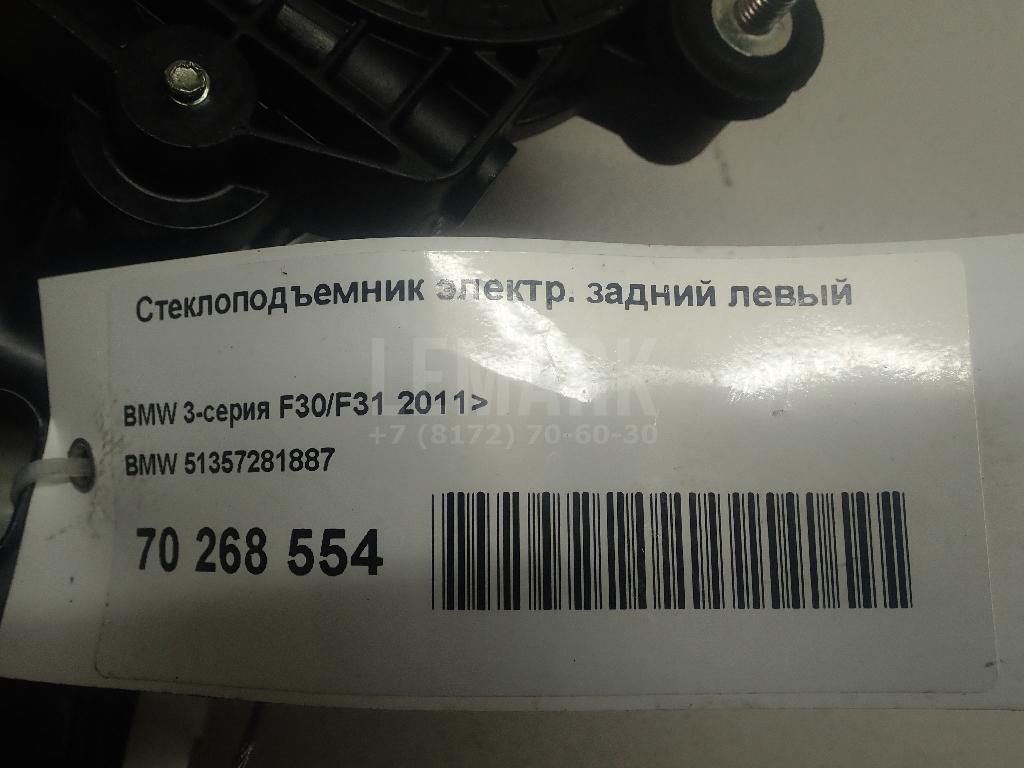 Стеклоподъемник электр. задний левый
LEMARK
BMW 3-серия F30/F31 2011>
+7 (8172) 70-60-30
BMW 51357281887
70 268 554